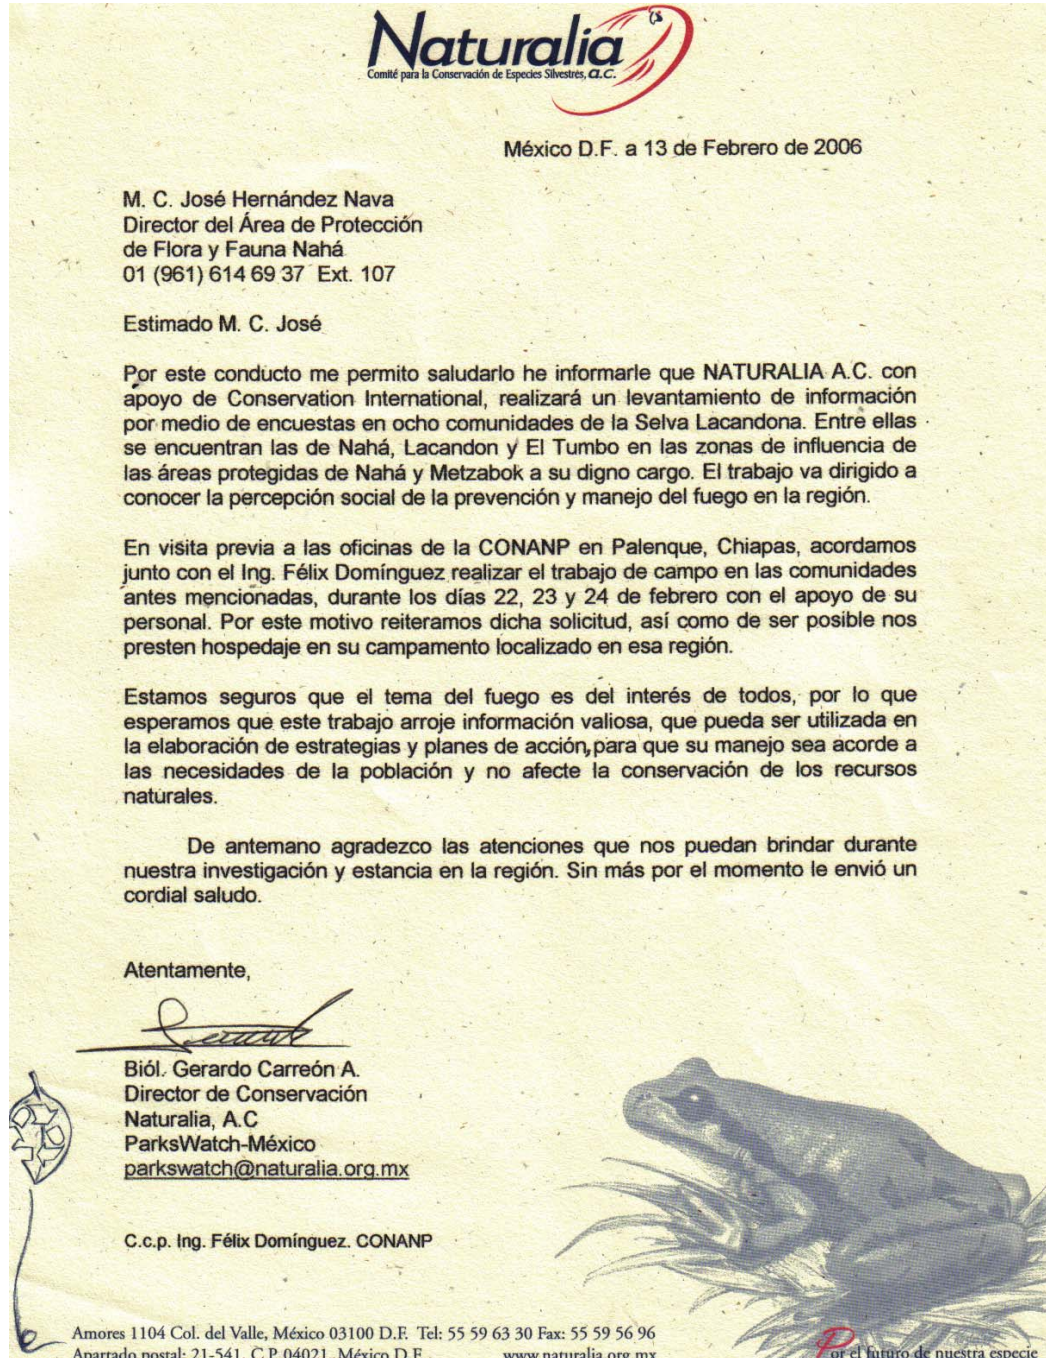 Naturalia
Comité para la Conservación de Especies Silvestres, a.c.
México D.F. a 13 de Febrero de 2006
M. C. José Hernández Nava
Director del Área de Protección
de Flora y Fauna Nahá
01 (961) 614 69 37 Ext. 107
Estimado M. C. José
Por este conducto me permito saludarlo he informarle que NATURALIA A.C. con
apoyo de Conservation International, realizará un levantamiento de información
por medio de encuestas en ocho comunidades de la Selva Lacandona. Entre ellas
se encuentran las de Nahá, Lacandon y El Tumbo en las zonas de influencia de
las áreas protegidas de Nahá y Metzabok a su digno cargo. El trabajo va dirigido a
conocer la percepción social de la prevención y manejo del fuego en la región.
En visita previa a las oficinas de la CONANP en Palenque, Chiapas, acordamos
junto con el Ing. Félix Domínguez realizar el trabajo de campo en las comunidades
antes mencionadas, durante los días 22, 23 y 24 de febrero con el apoyo de su
personal. Por este motivo reiteramos dicha solicitud, así como de ser posible nos
presten hospedaje en su campamento localizado en esa región.
Estamos seguros que el tema del fuego es del interés de todos, por lo que
esperamos que este trabajo arroje información valiosa, que pueda ser utilizada en
la elaboración de estrategias y planes de acción, para que su manejo sea acorde a
las necesidades de la población y no afecte la conservación de los recursos
naturales.
De antemano agradezco las atenciones que nos puedan brindar durante
nuestra investigación y estancia en la región. Sin más por el momento le envió un
cordial saludo.
Atentamente,
Biól. Gerardo Carreón A.
Director de Conservación
Naturalia, A.C
ParksWatch-México
parkswatch@naturalia.org.mx
C.c.p. Ing. Félix Domínguez. CONANP
Amores 1104 Col. del Valle, México 03100 D.F. Tel: 55 59 63 30 Fax: 55 59 56 96
Apartado postal: 21-541, C.P. 04021, México D.F. www.naturalia.org.mx
Por el futuro de nuestra especie